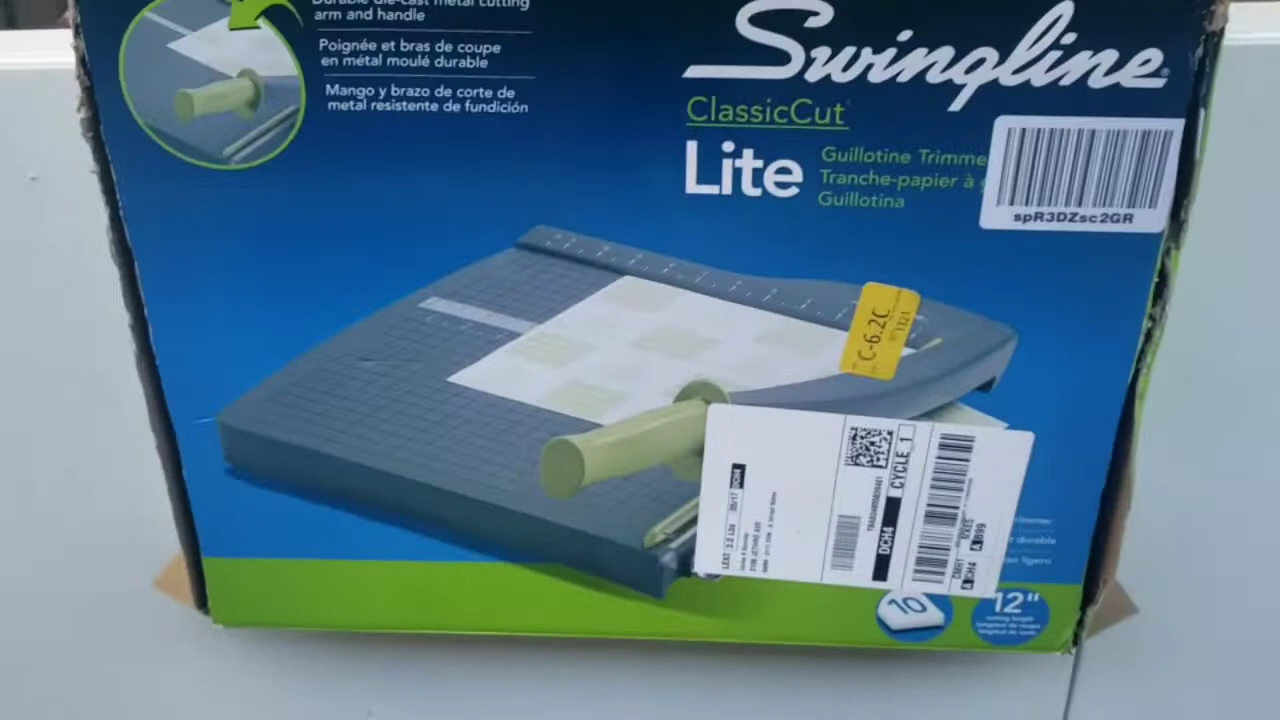 Durable die-cast metal cutting
arm and handle
Poignée et bras de coupe
en métal moulé durable
Mango y brazo de corte de
metal resistente de fundición
Swingline
ClassicCut
Lite
Guillotine Trimme
Tranche-papier à
Guillotina
spR3DZsc2GR
C-6.2C
CYCLE 1
DCH4
10
12"